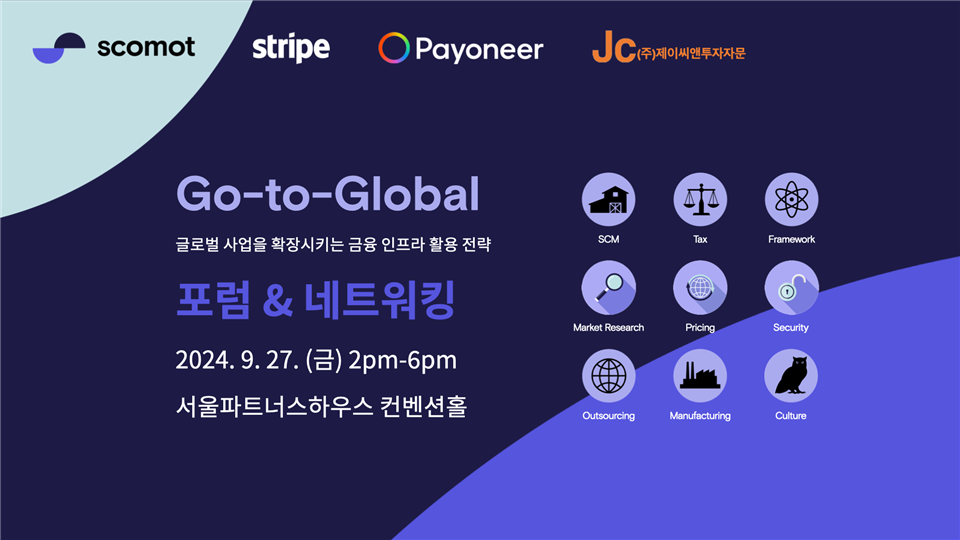 scomot
stripe
Payoneer
JC(주)제이씨앤투자자문
Go-to-Global
글로벌 사업을 확장시키는 금융 인프라 활용 전략
포럼 & 네트워킹
2024. 9. 27. (금) 2pm-6pm
서울파트너스하우스 컨벤션홀
SCM
Tax
Framework
Market Research
Pricing
Security
Outsourcing
Manufacturing
Culture